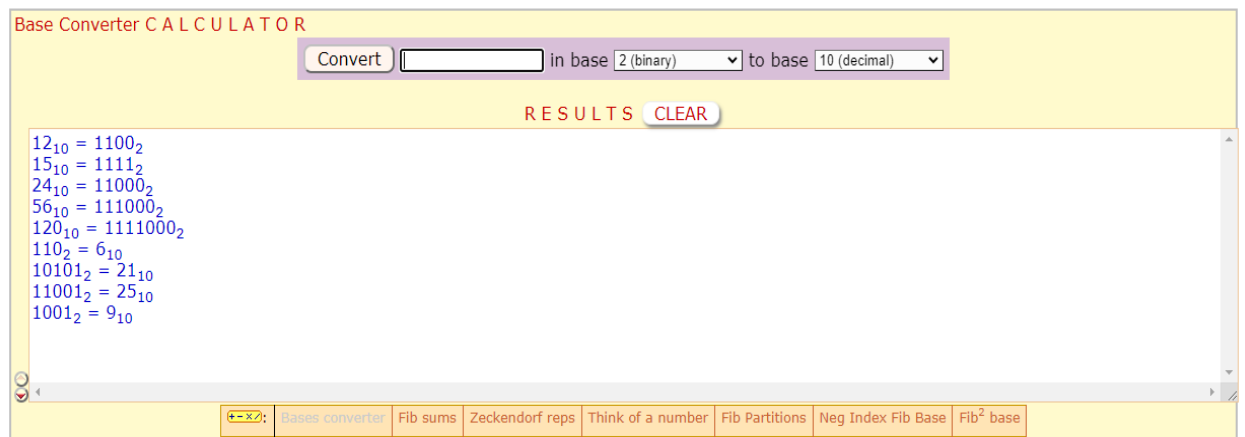 Base Converter C A L C U L A T O R
Convert in base 2 (binary) to base 10 (decimal)
R E S U L T S CLEAR
12₁₀ = 1100₂
15₁₀ = 1111₂
24₁₀ = 11000₂
56₁₀ = 111000₂
120₁₀ = 1111000₂
110₂ = 6₁₀
10101₂ = 21₁₀
11001₂ = 25₁₀
1001₂ = 9₁₀
+-×/: Bases converter Fib sums Zeckendorf reps Think of a number Fib Partitions Neg Index Fib Base Fib² base